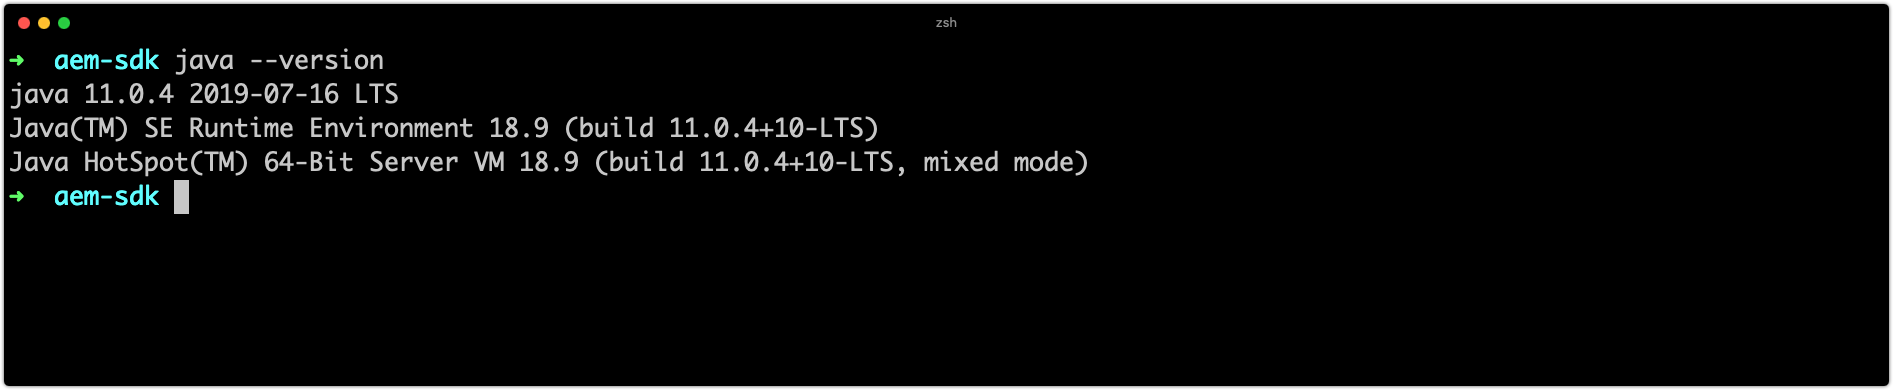 zsh
➜ aem-sdk java --version
java 11.0.4 2019-07-16 LTS
Java(TM) SE Runtime Environment 18.9 (build 11.0.4+10-LTS)
Java HotSpot(TM) 64-Bit Server VM 18.9 (build 11.0.4+10-LTS, mixed mode)
➜ aem-sdk